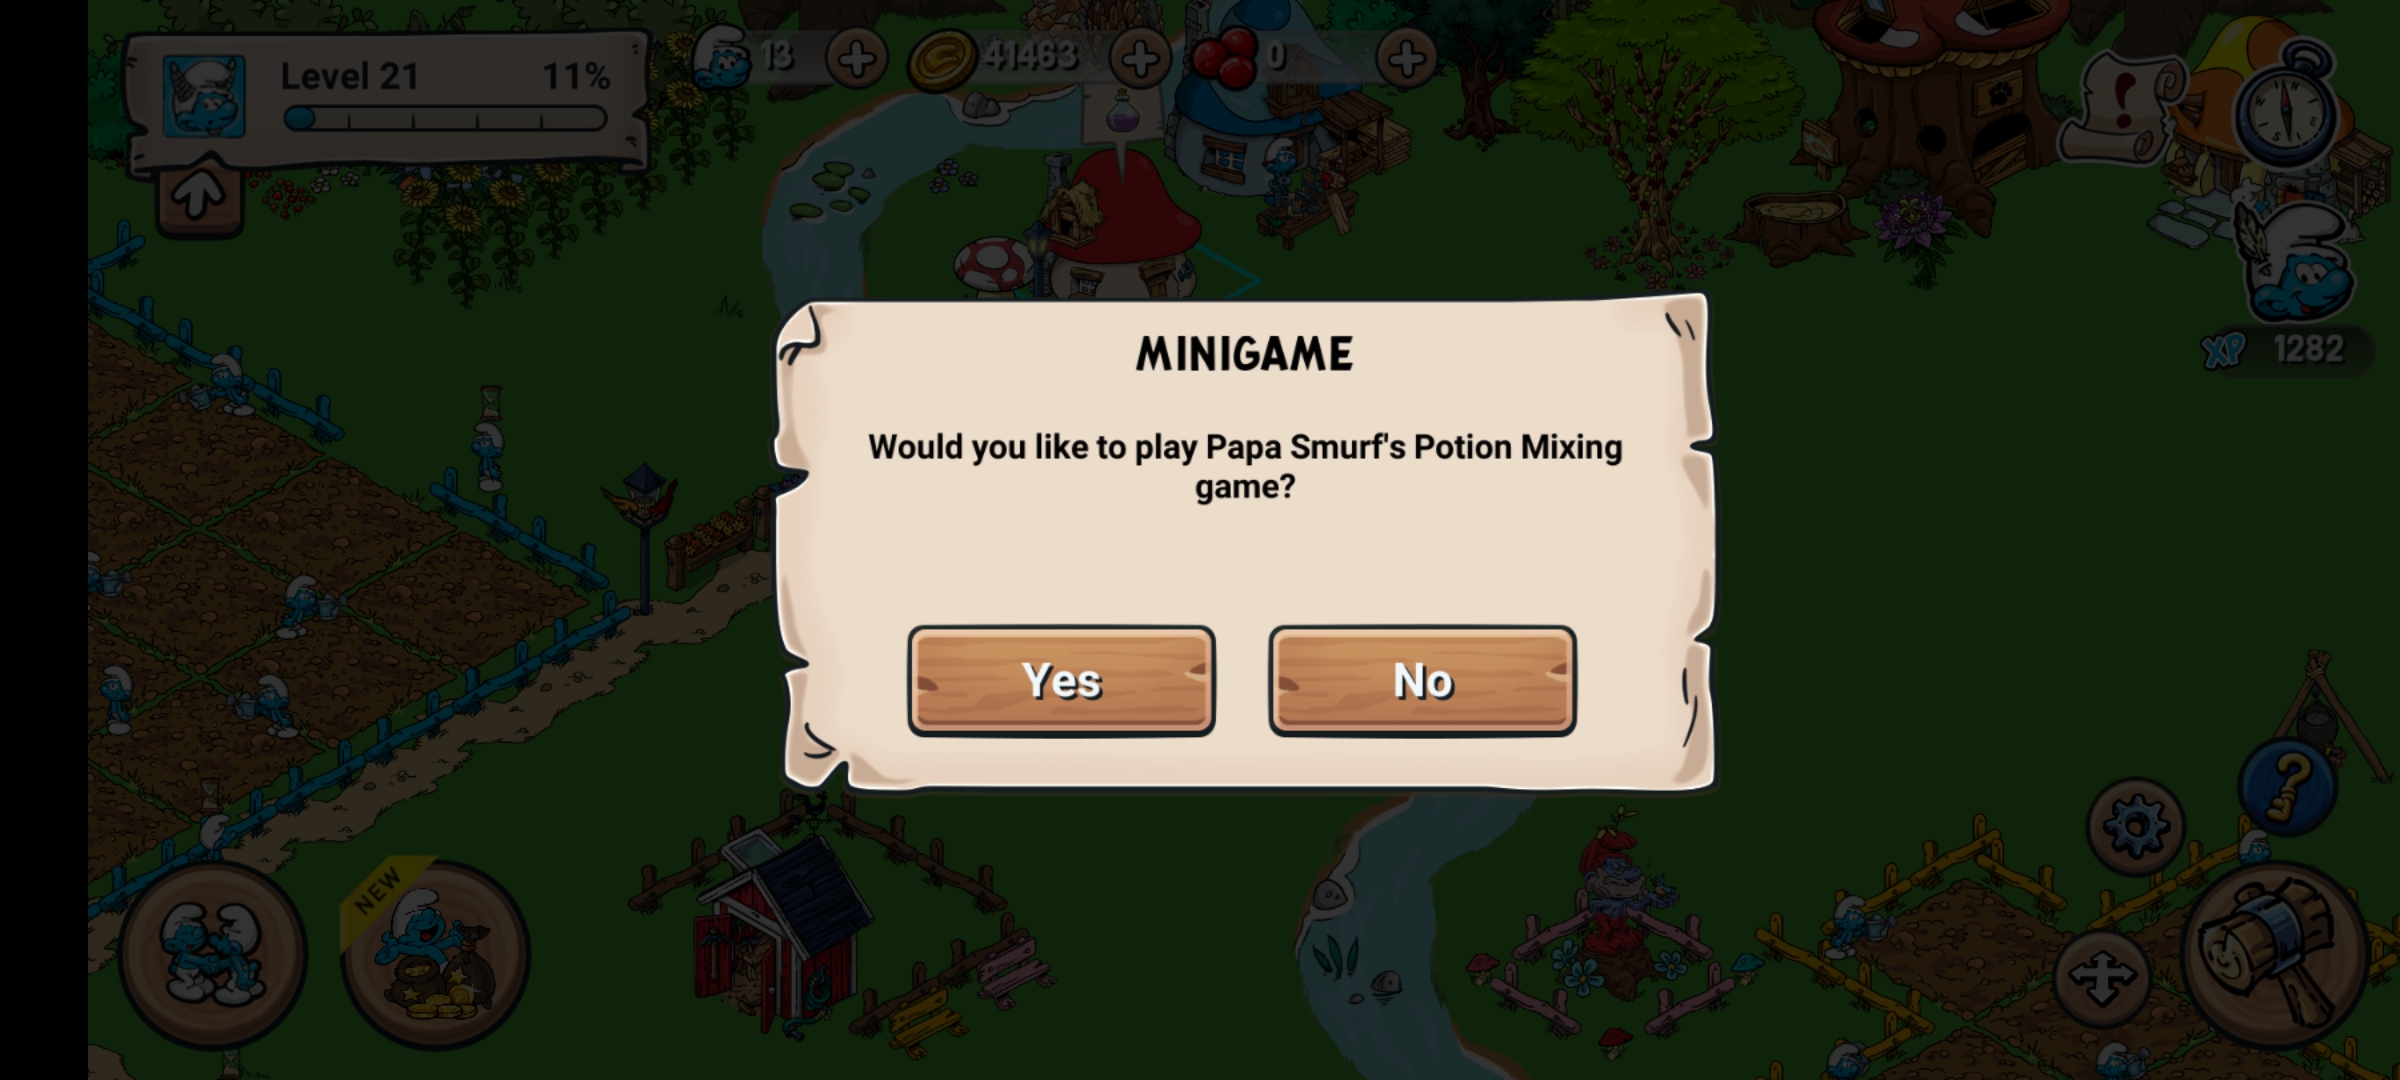 Level 21
11%
13
41463
0
XP 1282
MINIGAME
Would you like to play Papa Smurf's Potion Mixing
game?
Yes
No
NEW